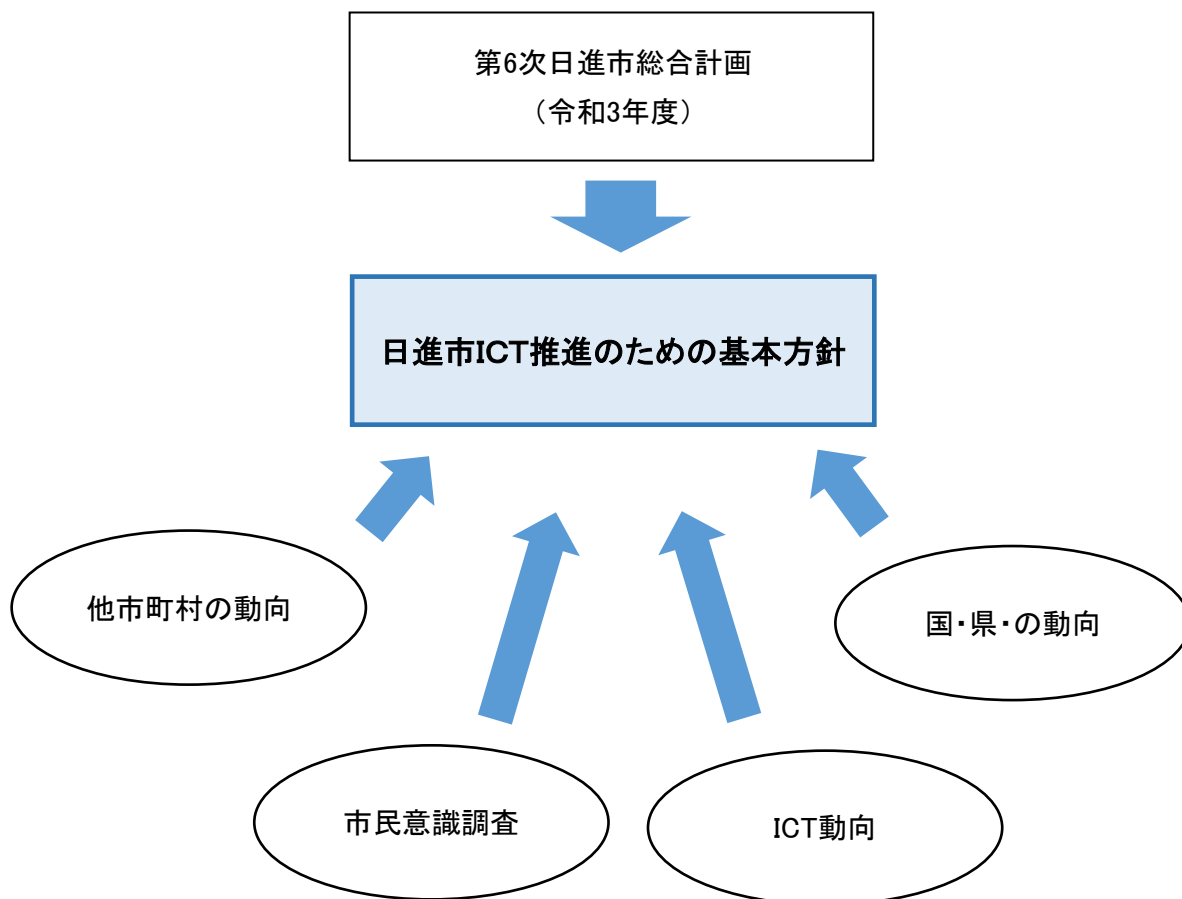 第6次日進市総合計画
（令和3年度）
日進市ICT推進のための基本方針
他市町村の動向
国・県・の動向
市民意識調査
ICT動向